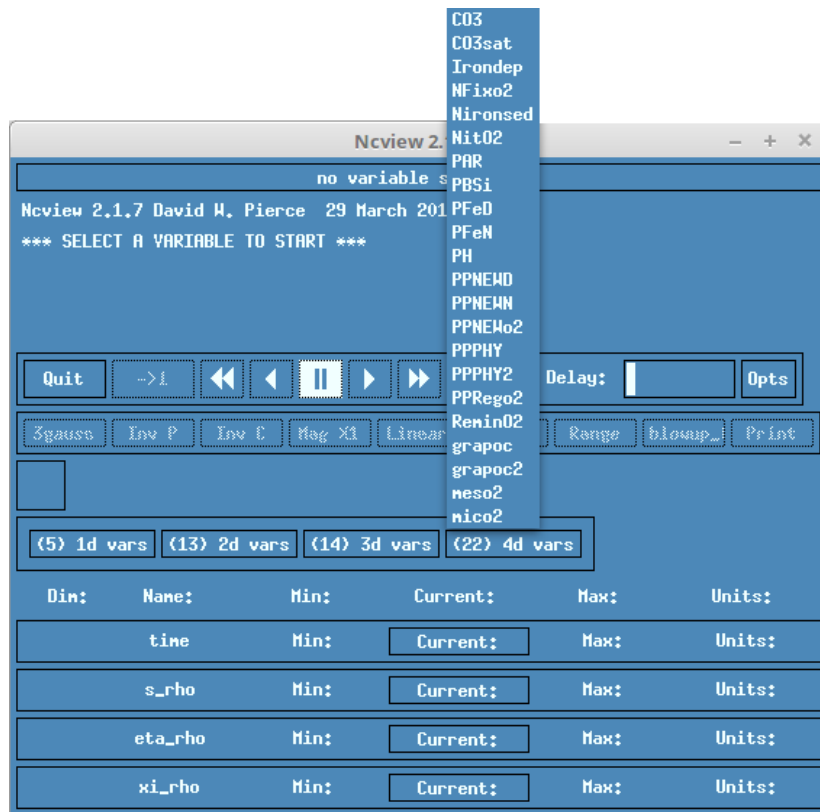 CO3
CO3sat
Irondep
NFixo2
Nironsed
NitO2
PAR
PBSi
PFeD
PFeN
PH
PPNEWD
PPNEWN
PPNEWo2
PPPHY
PPPHY2
PPRego2
ReminO2
grapoc
grapoc2
meso2
mico2
Ncview 2.
no variable s
Ncview 2.1.7 David W. Pierce 29 March 201
*** SELECT A VARIABLE TO START ***
Quit ->1 Delay: Opts
3gauss Inv P Inv C Mag X1 Linear Range blowup_ Print
(5) 1d vars (13) 2d vars (14) 3d vars (22) 4d vars
Dim: Name: Min: Current: Max: Units:
time Min: Current: Max: Units:
s_rho Min: Current: Max: Units:
eta_rho Min: Current: Max: Units:
xi_rho Min: Current: Max: Units: